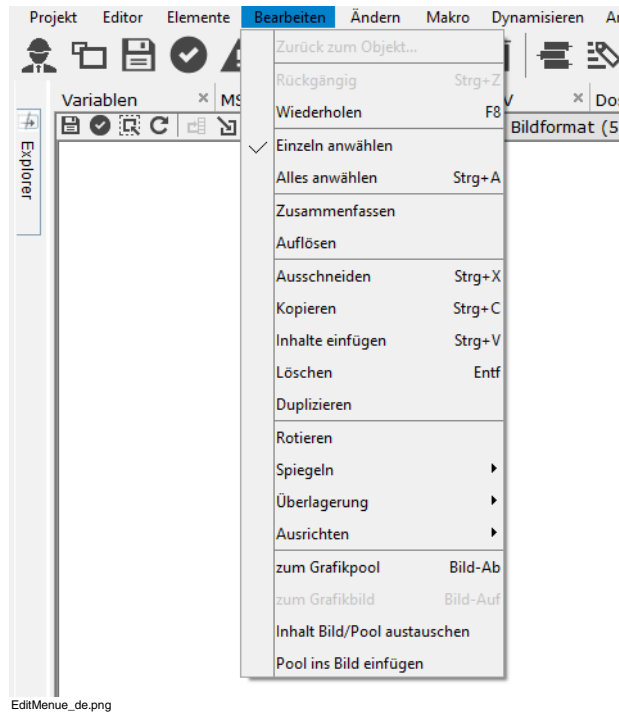 Projekt Editor Elemente Bearbeiten Ändern Makro Dynamisieren
Variablen × MS V × Dos
Bildformat (5
Explorer
Zurück zum Objekt...
Rückgängig Strg+Z
Wiederholen F8
Einzeln anwählen
Alles anwählen Strg+A
Zusammenfassen
Auflösen
Ausschneiden Strg+X
Kopieren Strg+C
Inhalte einfügen Strg+V
Löschen Entf
Duplizieren
Rotieren
Spiegeln
Überlagerung
Ausrichten
zum Grafikpool Bild-Ab
zum Grafikbild Bild-Auf
Inhalt Bild/Pool austauschen
Pool ins Bild einfügen
EditMenue_de.png